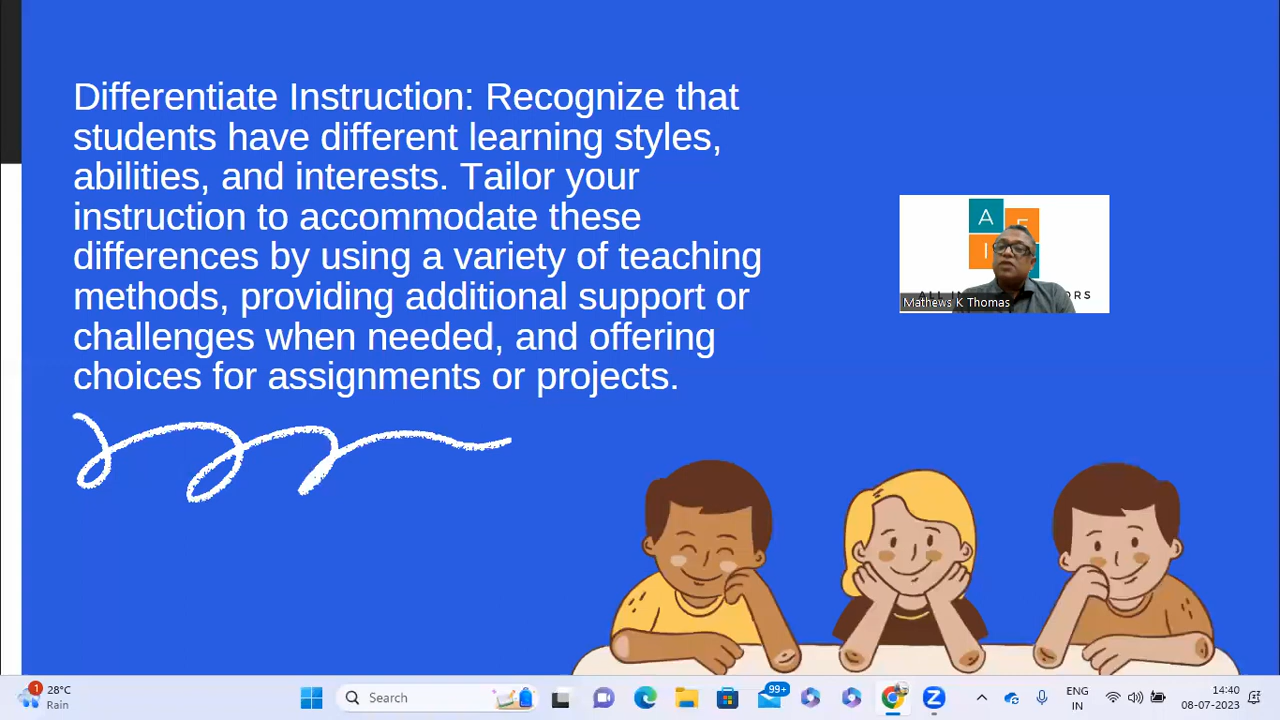 Differentiate Instruction: Recognize that
students have different learning styles,
abilities, and interests. Tailor your
instruction to accommodate these
differences by using a variety of teaching
methods, providing additional support or
challenges when needed, and offering
choices for assignments or projects.
A
I
Mathews K Thomas
1
28°C
Rain
Search
99+
ENG
IN
14:40
08-07-2023